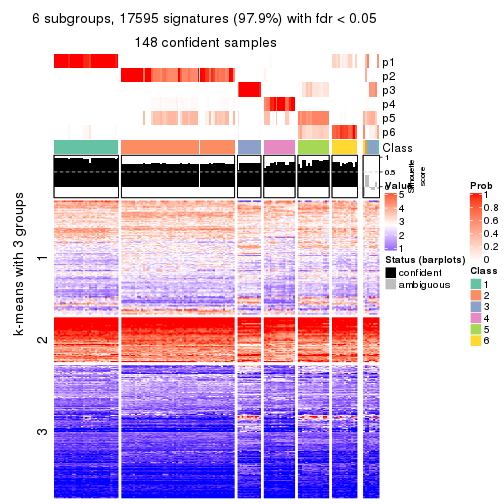 6 subgroups, 17595 signatures (97.9%) with fdr < 0.05
148 confident samples
p1
p2
p3
p4
p5
p6
Class
1
0.5
0
Silhouette
score
k-means with 3 groups
1
2
3
Value
5
4
3
2
1
Status (barplots)
confident
ambiguous
Prob
1
0.8
0.6
0.4
0.2
0
Class
1
2
3
4
5
6